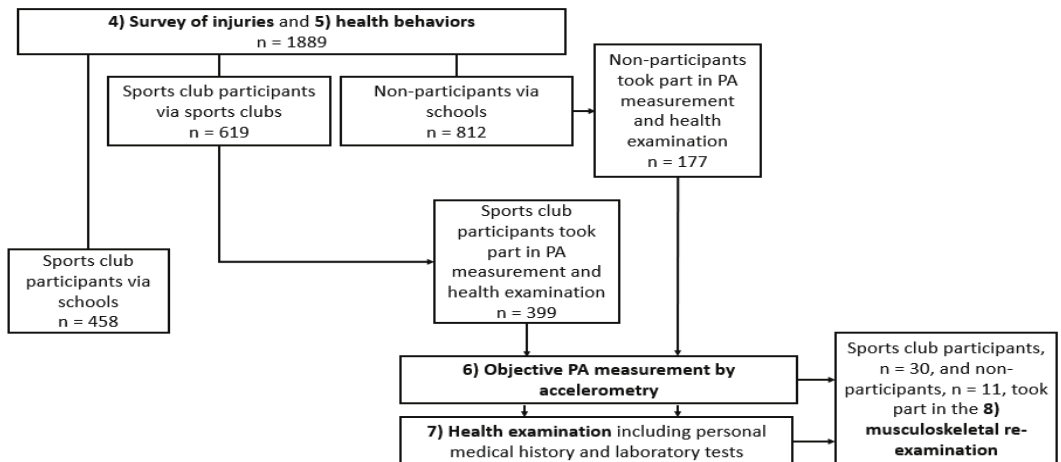 4) Survey of injuries and 5) health behaviors
n = 1889
Sports club participants
via sports clubs
n = 619
Non-participants via
schools
n = 812
Non-participants
took part in PA
measurement
and health
examination
n = 177
Sports club
participants via
schools
n = 458
Sports club
participants took
part in PA
measurement and
health examination
n = 399
6) Objective PA measurement by
accelerometry
7) Health examination including personal
medical history and laboratory tests
Sports club participants,
n = 30, and non-
participants, n = 11, took
part in the 8)
musculoskeletal re-
examination